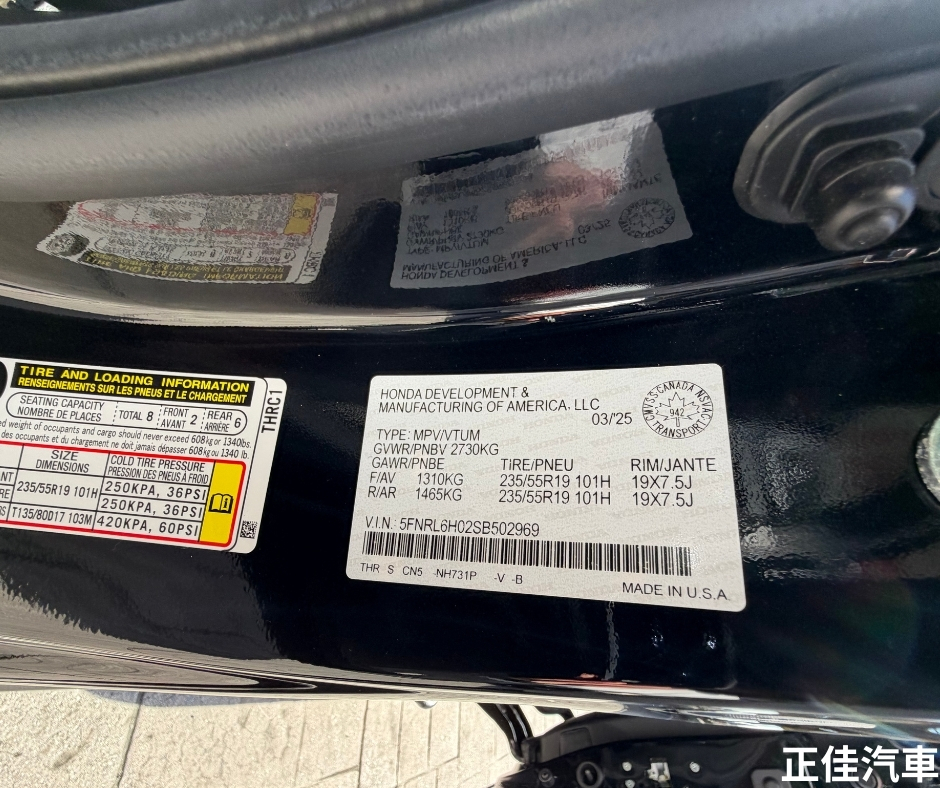 TIRE AND LOADING INFORMATION
RENSEIGNEMENTS SUR LES PNEUS ET LE CHARGEMENT
SEATING CAPACITY
NOMBRE DE PLACES
TOTAL 8
FRONT
AVANT 2
REAR
ARRIÈRE 6
weight of occupants and cargo should never exceed 608kg or 1340lbs.
des occupants et du chargement ne doit jamais dépasser 608kg or 1340 lb.
SIZE
DIMENSIONS
COLD TIRE PRESSURE
PRESSION DES PNEUS À FROID
235/55R19 101H
250KPA, 36PSI
250KPA, 36PSI
T135/80D17 103M
420KPA, 60PSI
THRC1
HONDA DEVELOPMENT &
MANUFACTURING OF AMERICA, LLC
03/'25
TYPE: MPV/VTUM
GVWR/PNBV 2730KG
GAWR/PNBE TIRE/PNEU RIM/JANTE
F/AV 1310KG 235/55R19 101H 19X7.5J
R/AR 1465KG 235/55R19 101H 19X7.5J
V.I.N.: 5FNRL6H02SB502969
THR S CN5 -NH731P -V -B
MADE IN U.S.A.
CANADA
942
TRANSPORT
CMVSS
NSVAC
正佳汽車